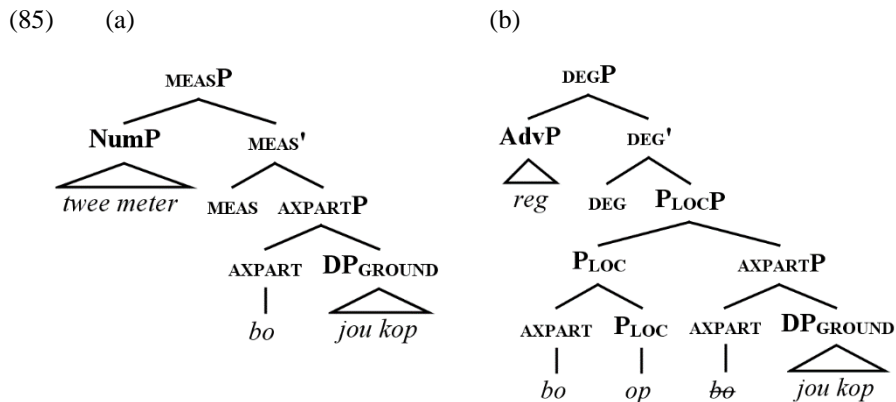 (85) (a) (b)
MEASP DEGP
NumP MEAS' AdvP DEG'
twee meter MEAS AXPARTP reg DEG PLOCP
AXPART DPGROUND PLOC AXPARTP
bo jou kop AXPART PLOC AXPART DPGROUND
bo op bo jou kop